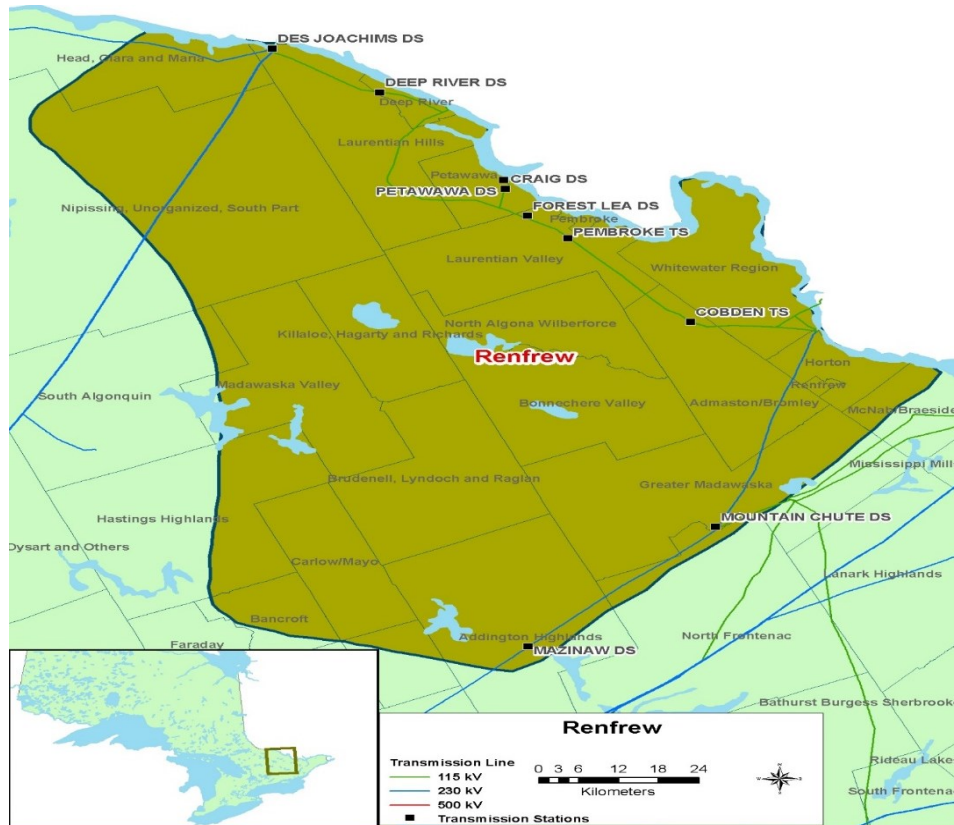 DES JOACHIMS DS
Head, Clara and Maria
DEEP RIVER DS
Deep River
Laurentian Hills
Petawawa
CRAIG DS
PETAWAWA DS
Nipissing, Unorganized, South Part
FOREST LEA DS
Pembroke
PEMBROKE TS
Laurentian Valley
Whitewater Region
COBDEN TS
North Algona Wilberforce
Killaloe, Hagarty and Richards
Renfrew
Horton
Madawaska Valley
Renfrew
South Algonquin
Bonnechere Valley
Admaston/Bromley
McNab/Braeside
Mississippi Mill
Brudenell, Lyndoch and Raglan
Greater Madawaska
Hastings Highlands
MOUNTAIN CHUTE DS
Dysart and Others
Carlow/Mayo
Lanark Highlands
Bancroft
Addington Highlands
North Frontenac
Faraday
MAZINAW DS
Bathurst Burgess Sherbrooke
Renfrew
Rideau Lake
Transmission Line
115 kV
230 kV
500 kV
Transmission Stations
0 3 6 12 18 24
Kilometers
N
W E
S
South Frontenac